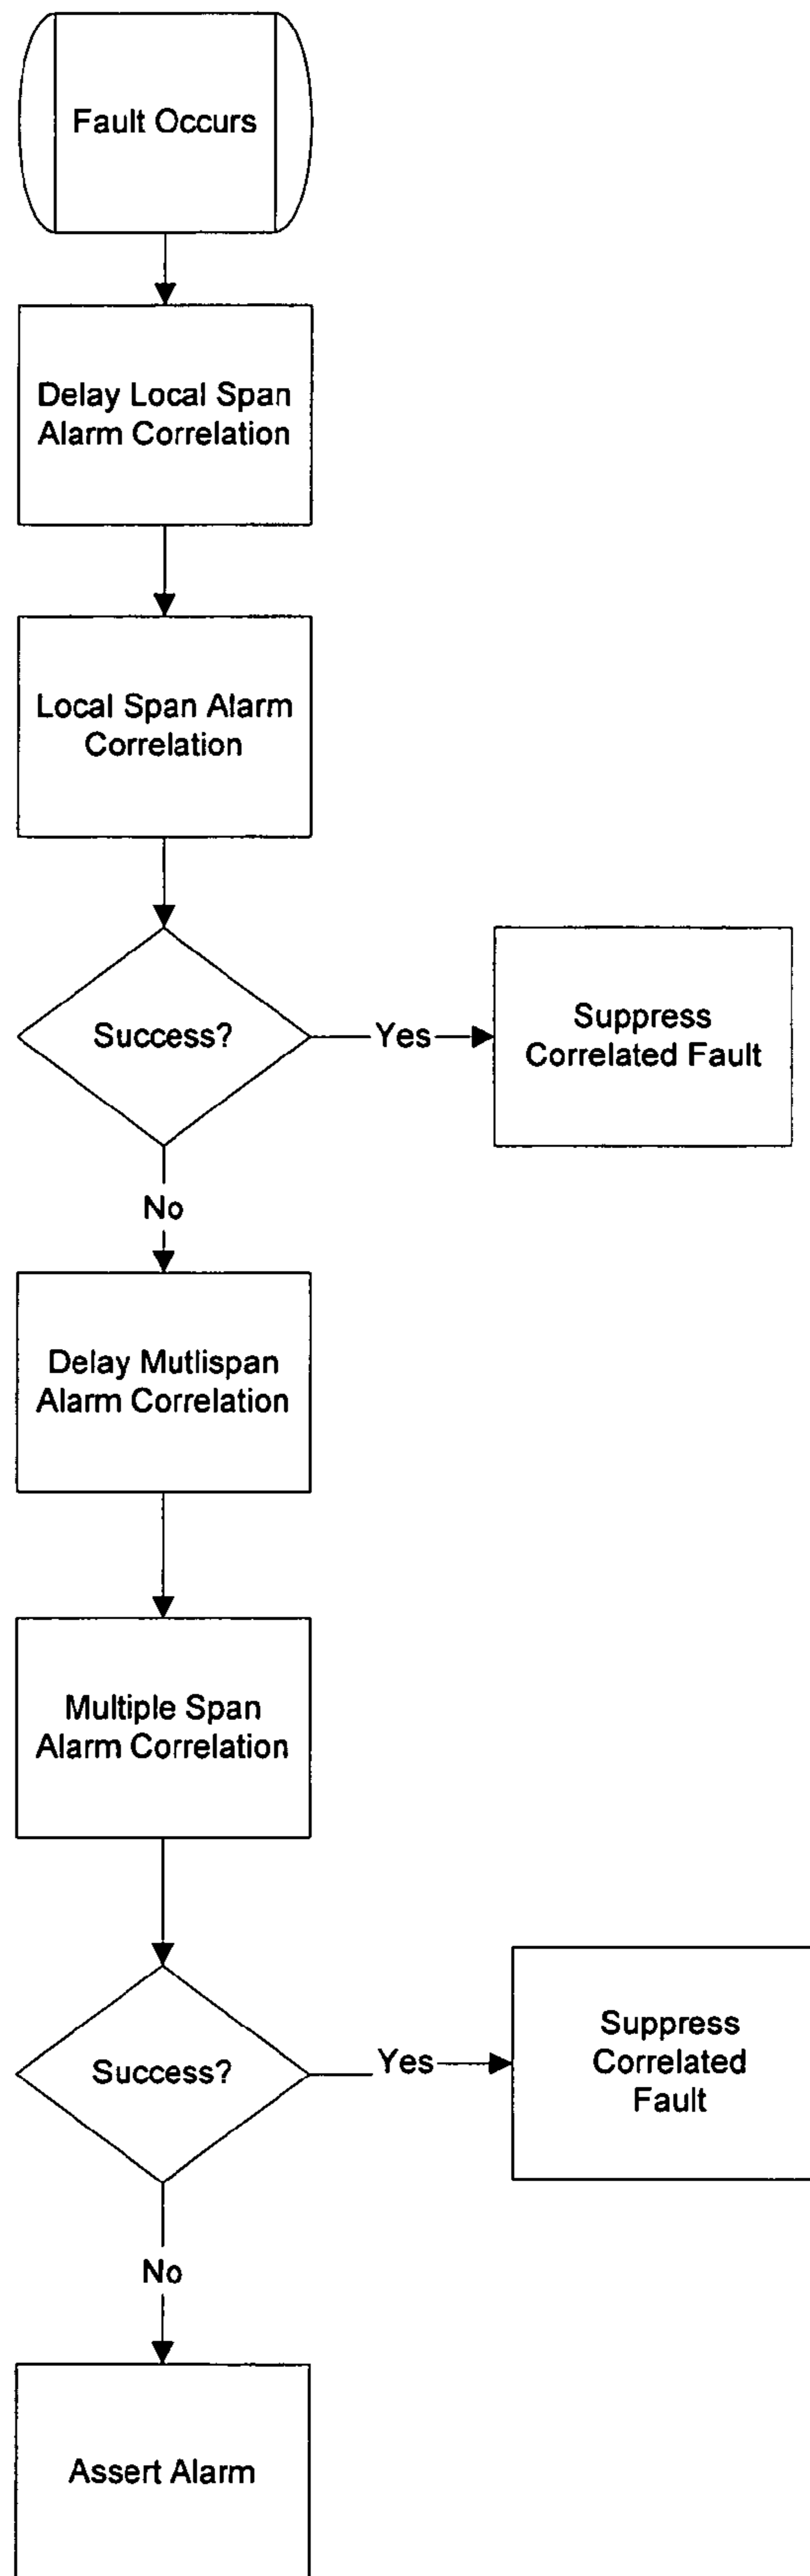 Fault Occurs
Delay Local Span
Alarm Correlation
Local Span Alarm
Correlation
Success?
Yes
Suppress
Correlated Fault
No
Delay Mutlispan
Alarm Correlation
Multiple Span
Alarm Correlation
Success?
Yes
Suppress
Correlated
Fault
No
Assert Alarm